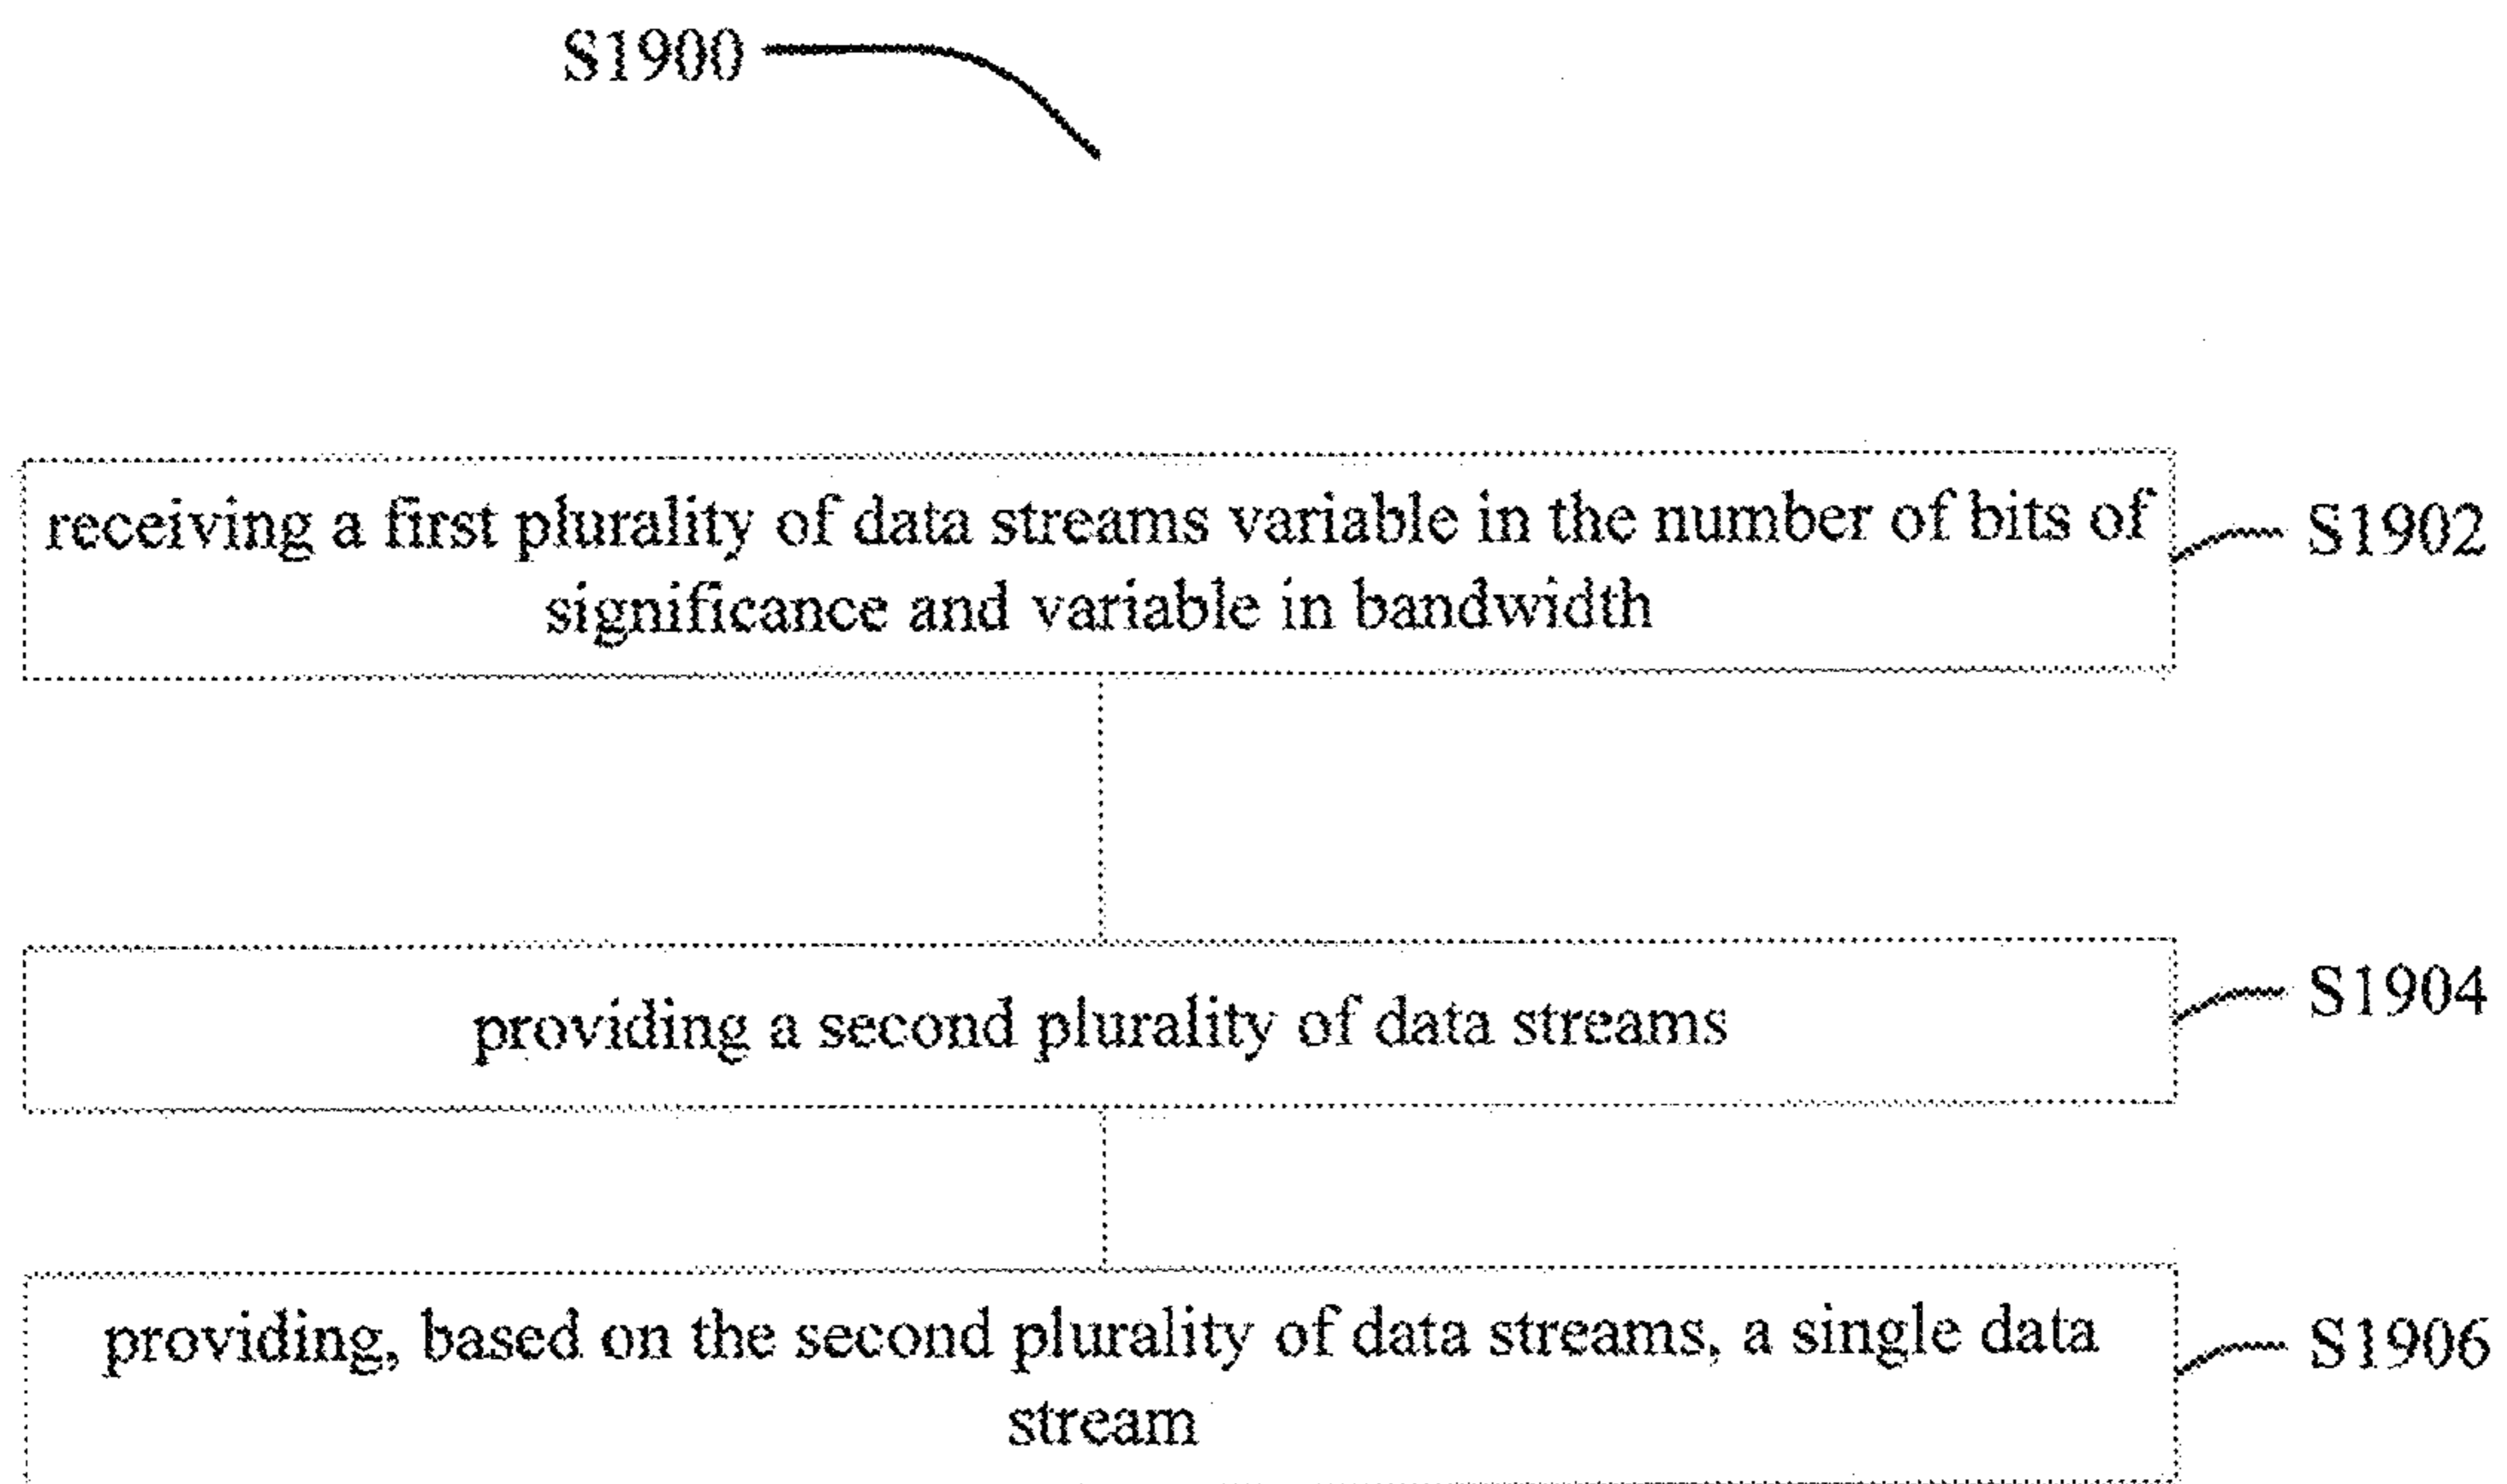 S1900
receiving a first plurality of data streams variable in the number of bits of
significance and variable in bandwidth
S1902
providing a second plurality of data streams
S1904
providing, based on the second plurality of data streams, a single data
stream
S1906